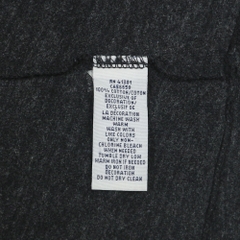 RN 41381
CA00950
100% COTTON/COTON
EXCLUSIVE OF
DECORATION/
EXCLUSIVE DE
LA DÉCORATION
MACHINE WASH
WARM
WASH WITH
LIKE COLORS
ONLY NON-
CHLORINE BLEACH
WHEN NEEDED
TUMBLE DRY LOW
WARM IRON IF NEEDED
DO NOT IRON
DECORATION
DO NOT DRY CLEAN